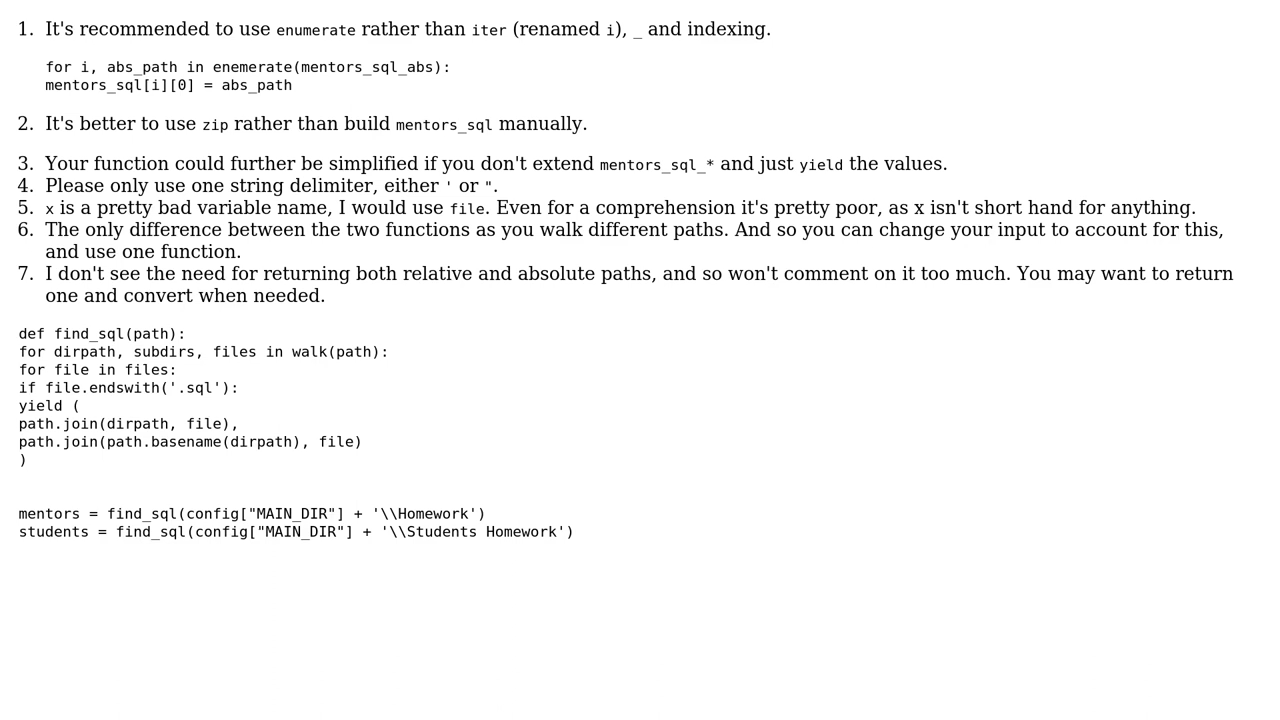 1. It's recommended to use enumerate rather than iter (renamed i), _ and indexing.
for i, abs_path in enemerate(mentors_sql_abs):
mentors_sql[i][0] = abs_path
2. It's better to use zip rather than build mentors_sql manually.
3. Your function could further be simplified if you don't extend mentors_sql_* and just yield the values.
4. Please only use one string delimiter, either ' or ".
5. x is a pretty bad variable name, I would use file. Even for a comprehension it's pretty poor, as x isn't short hand for anything.
6. The only difference between the two functions as you walk different paths. And so you can change your input to account for this,
and use one function.
7. I don't see the need for returning both relative and absolute paths, and so won't comment on it too much. You may want to return
one and convert when needed.
def find_sql(path):
for dirpath, subdirs, files in walk(path):
for file in files:
if file.endswith('.sql'):
yield (
path.join(dirpath, file),
path.join(path.basename(dirpath), file)
)
mentors = find_sql(config["MAIN_DIR"] + '\\Homework')
students = find_sql(config["MAIN_DIR"] + '\\Students Homework')